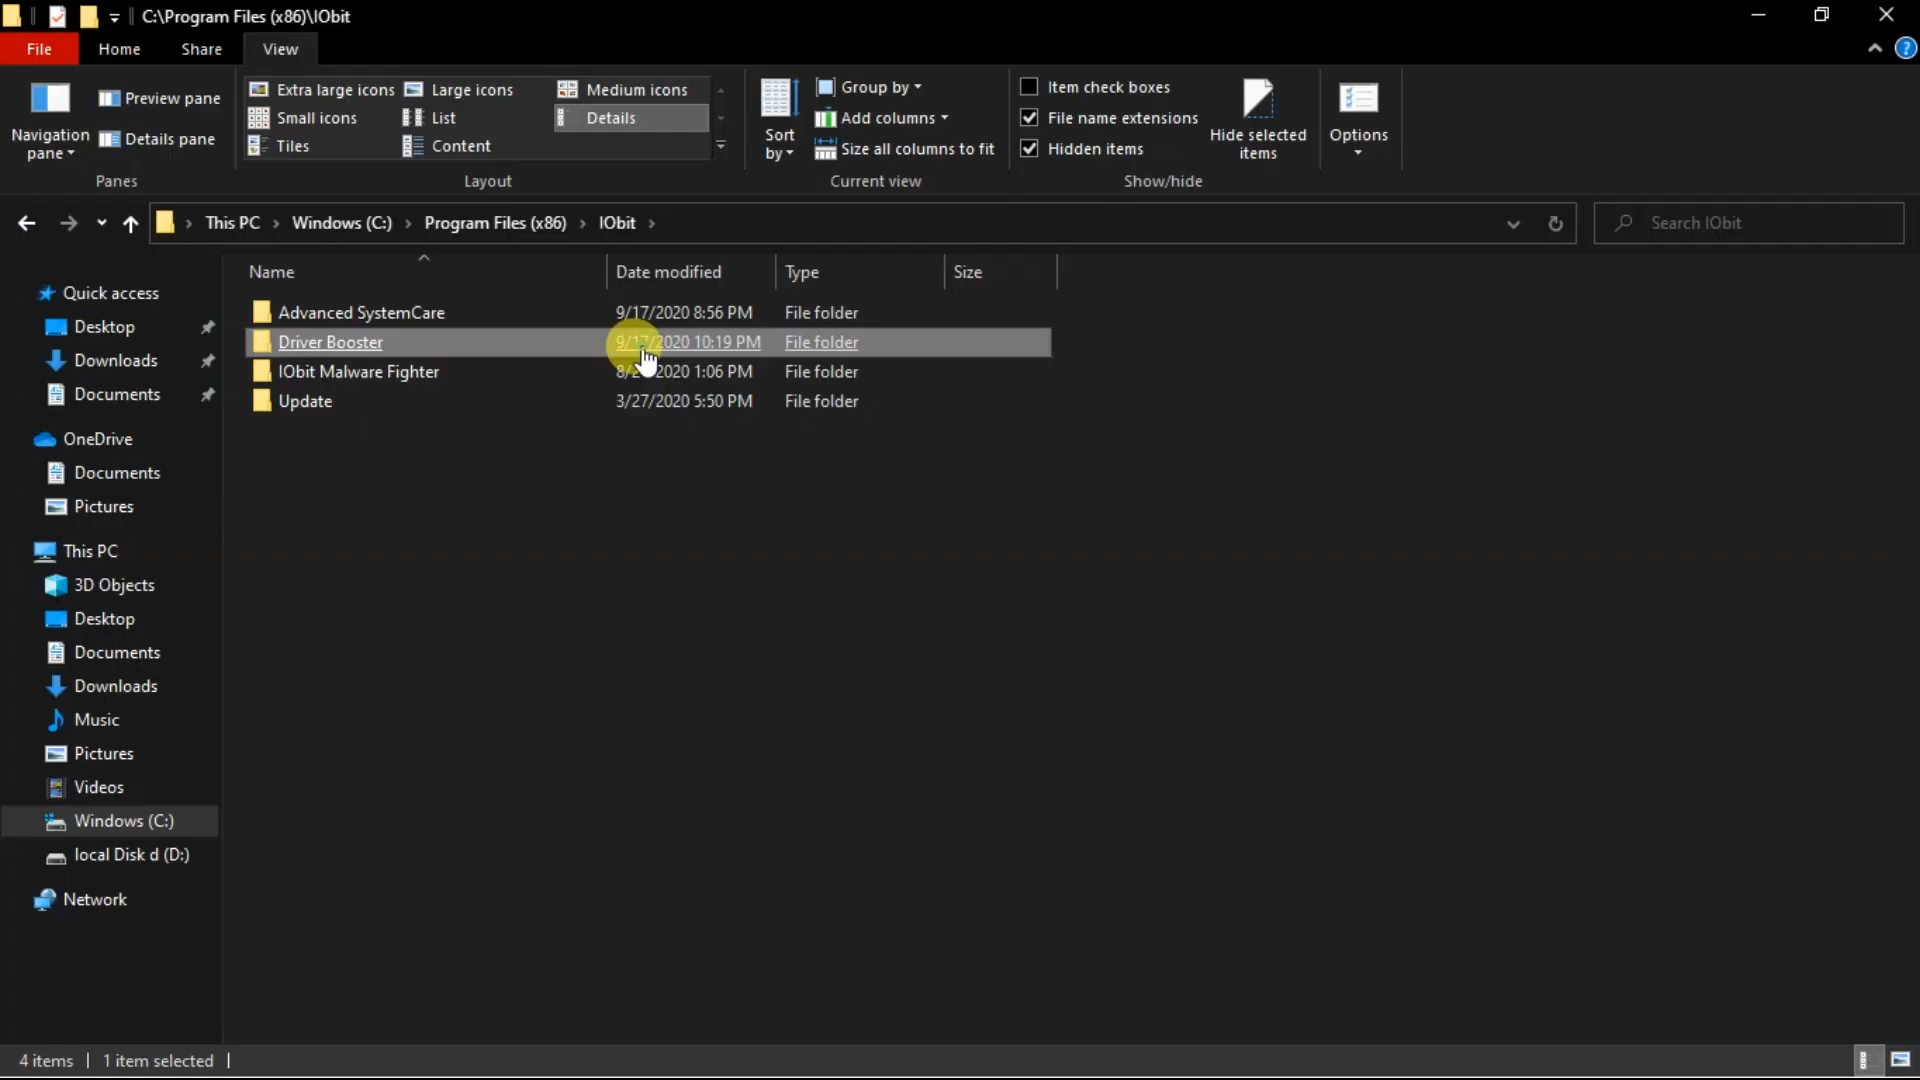 C:\Program Files (x86)\IObit
File Home Share View
Navigation pane
Preview pane
Details pane
Panes
Extra large icons Large icons Medium icons
Small icons List Details
Tiles Content
Layout
Sort by
Group by
Add columns
Size all columns to fit
Current view
Item check boxes
File name extensions
Hidden items
Hide selected items
Show/hide
Options
This PC › Windows (C:) › Program Files (x86) › IObit ›
Search IObit
Quick access
Desktop
Downloads
Documents
OneDrive
Documents
Pictures
This PC
3D Objects
Desktop
Documents
Downloads
Music
Pictures
Videos
Windows (C:)
local Disk d (D:)
Network
Name Date modified Type Size
Advanced SystemCare 9/17/2020 8:56 PM File folder
Driver Booster 9/17/2020 10:19 PM File folder
IObit Malware Fighter 1:06 PM File folder
Update 3/27/2020 5:50 PM File folder
4 items 1 item selected